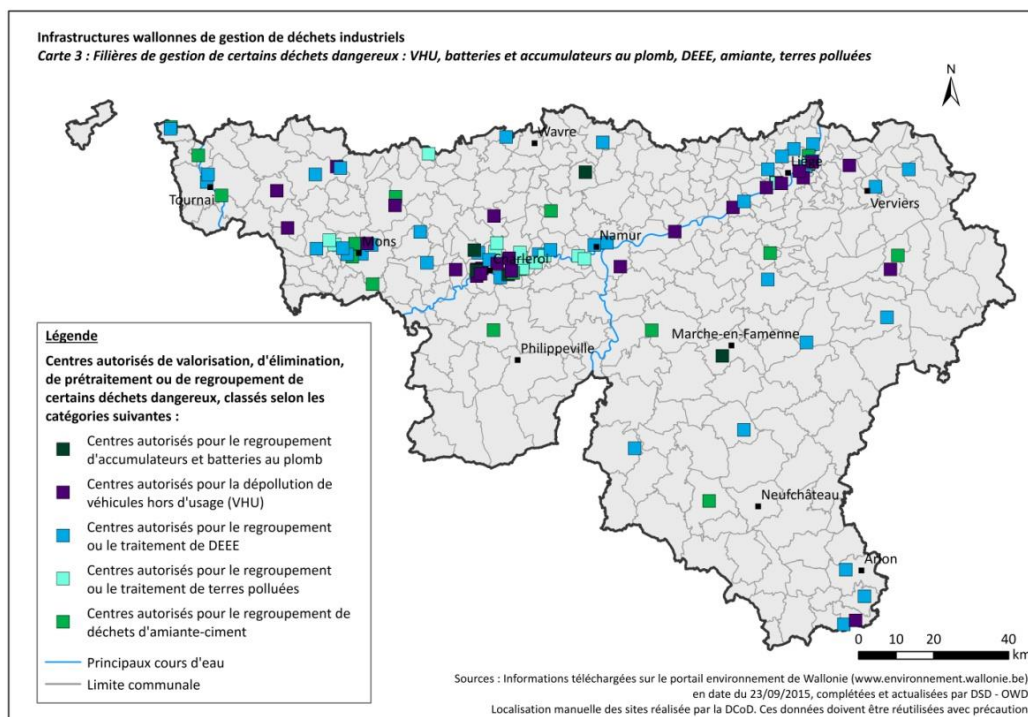 Infrastructures wallonnes de gestion de déchets industriels
Carte 3 : Filières de gestion de certains déchets dangereux : VHU, batteries et accumulateurs au plomb, DEEE, amiante, terres polluées
N
Wavre
Liège
Tournai
Verviers
Mons
Namur
Charleroi
Marche-en-Famenne
Philippeville
Neufchâteau
Arlon
Légende
Centres autorisés de valorisation, d'élimination,
de prétraitement ou de regroupement de
certains déchets dangereux, classés selon les
catégories suivantes :
Centres autorisés pour le regroupement
d'accumulateurs et batteries au plomb
Centres autorisés pour la dépollution de
véhicules hors d'usage (VHU)
Centres autorisés pour le regroupement
ou le traitement de DEEE
Centres autorisés pour le regroupement
ou le traitement de terres polluées
Centres autorisés pour le regroupement de
déchets d'amiante-ciment
Principaux cours d'eau
Limite communale
0 10 20 40
km
Sources : Informations téléchargées sur le portail environnement de Wallonie (www.environnement.wallonie.be)
en date du 23/09/2015, complétées et actualisées par DSD - OWD
Localisation manuelle des sites réalisée par la DCoD. Ces données doivent être réutilisées avec précaution